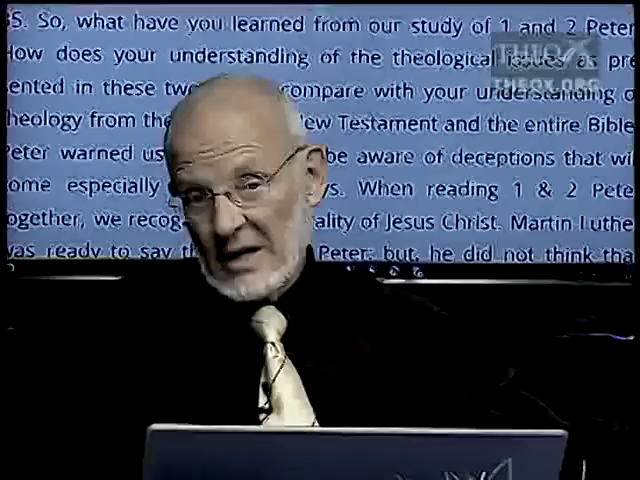 35. So, what have you learned from our study of 1 and 2 Peter
How does your understanding of the theological issues as pre
ented in these two compare with your understanding o
heology from the New Testament and the entire Bible
Peter warned us be aware of deceptions that wi
ome especially s. When reading 1 & 2 Pete
ogether, we recog ality of Jesus Christ. Martin Luthe
was ready to say th Peter; but, he did not think tha
THEOX
THEOX.ORG